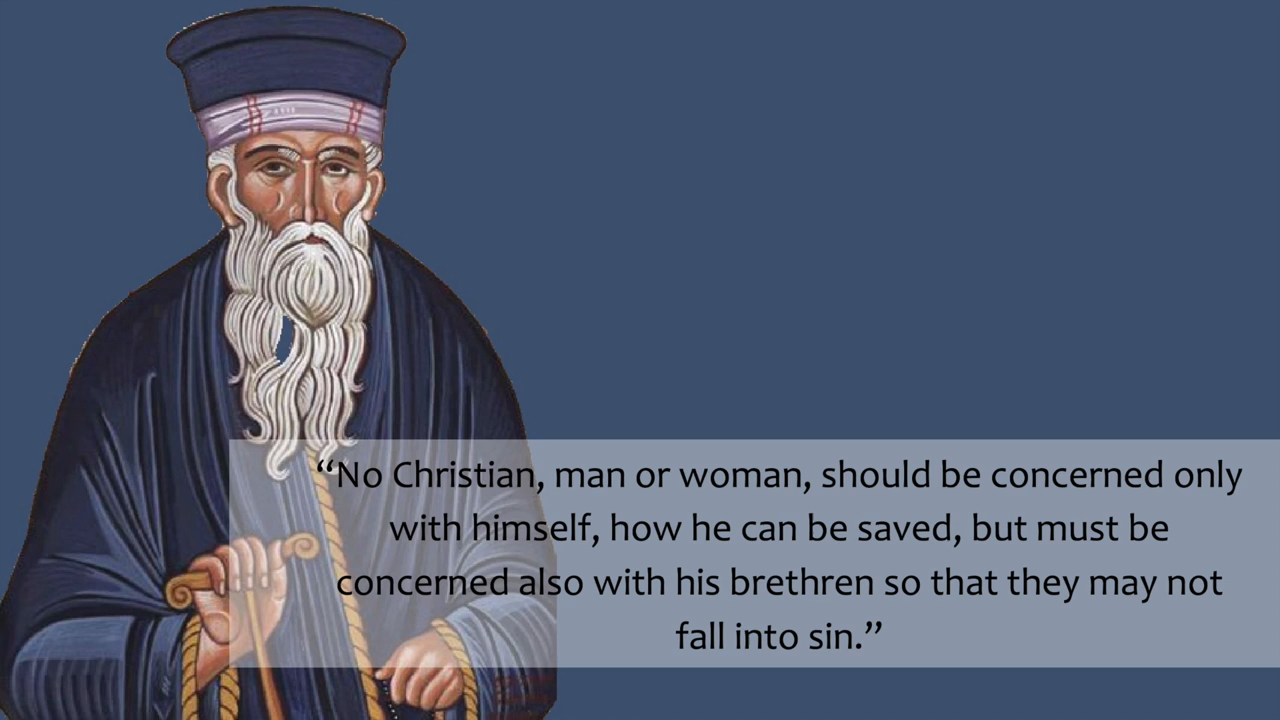 “No Christian, man or woman, should be concerned only
with himself, how he can be saved, but must be
concerned also with his brethren so that they may not
fall into sin.”